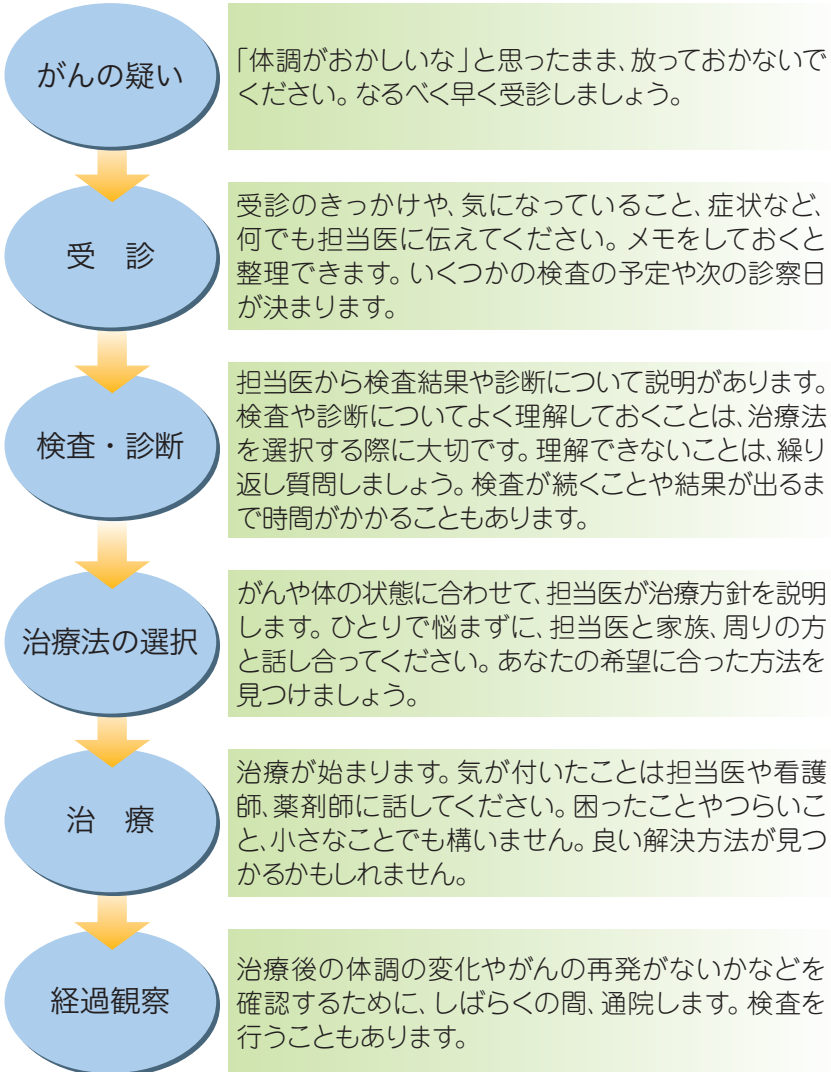 がんの疑い
「体調がおかしいな」と思ったまま、放っておかないで
ください。なるべく早く受診しましょう。
受　診
受診のきっかけや、気になっていること、症状など、
何でも担当医に伝えてください。メモをしておくと
整理できます。いくつかの検査の予定や次の診察日
が決まります。
検査・診断
担当医から検査結果や診断について説明があります。
検査や診断についてよく理解しておくことは、治療法
を選択する際に大切です。理解できないことは、繰り
返し質問しましょう。検査が続くことや結果が出るま
で時間がかかることもあります。
治療法の選択
がんや体の状態に合わせて、担当医が治療方針を説明
します。ひとりで悩まずに、担当医と家族、周りの方
と話し合ってください。あなたの希望に合った方法を
見つけましょう。
治　療
治療が始まります。気が付いたことは担当医や看護
師、薬剤師に話してください。困ったことやつらいこ
と、小さなことでも構いません。良い解決方法が見つ
かるかもしれません。
経過観察
治療後の体調の変化やがんの再発がないかなどを
確認するために、しばらくの間、通院します。検査を
行うこともあります。